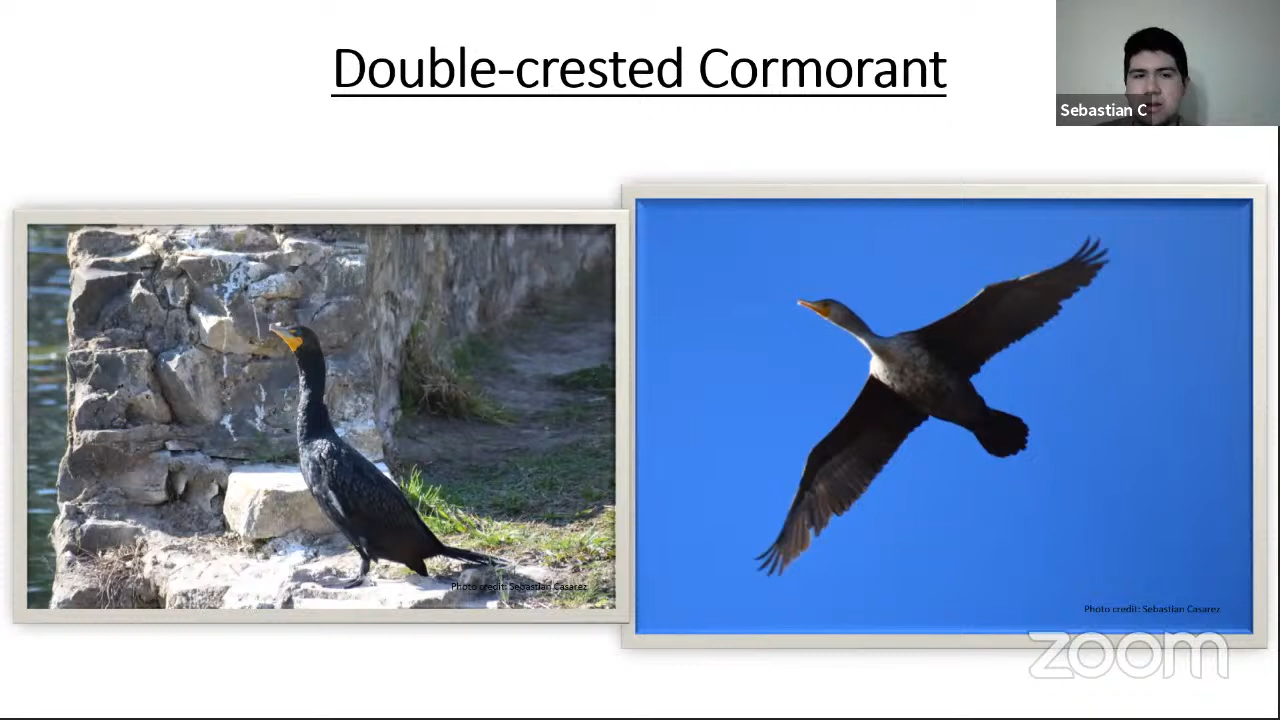 Double-crested Cormorant
Sebastian C
Photo credit: Sebastian Casarez
Photo credit: Sebastian Casarez
zoom